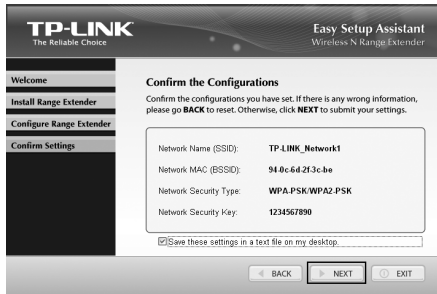 TP-LINK
The Reliable Choice
Easy Setup Assistant
Wireless N Range Extender
Welcome
Install Range Extender
Configure Range Extender
Confirm Settings
Confirm the Configurations
Confirm the configurations you have set. If there is any wrong information,
please go BACK to reset. Otherwise, click NEXT to submit your settings.
Network Name (SSID): TP-LINK_Network1
Network MAC (BSSID): 94-0c-6d-2f-3c-be
Network Security Type: WPA-PSK/WPA2-PSK
Network Security Key: 1234567890
Save these settings in a text file on my desktop.
BACK NEXT EXIT